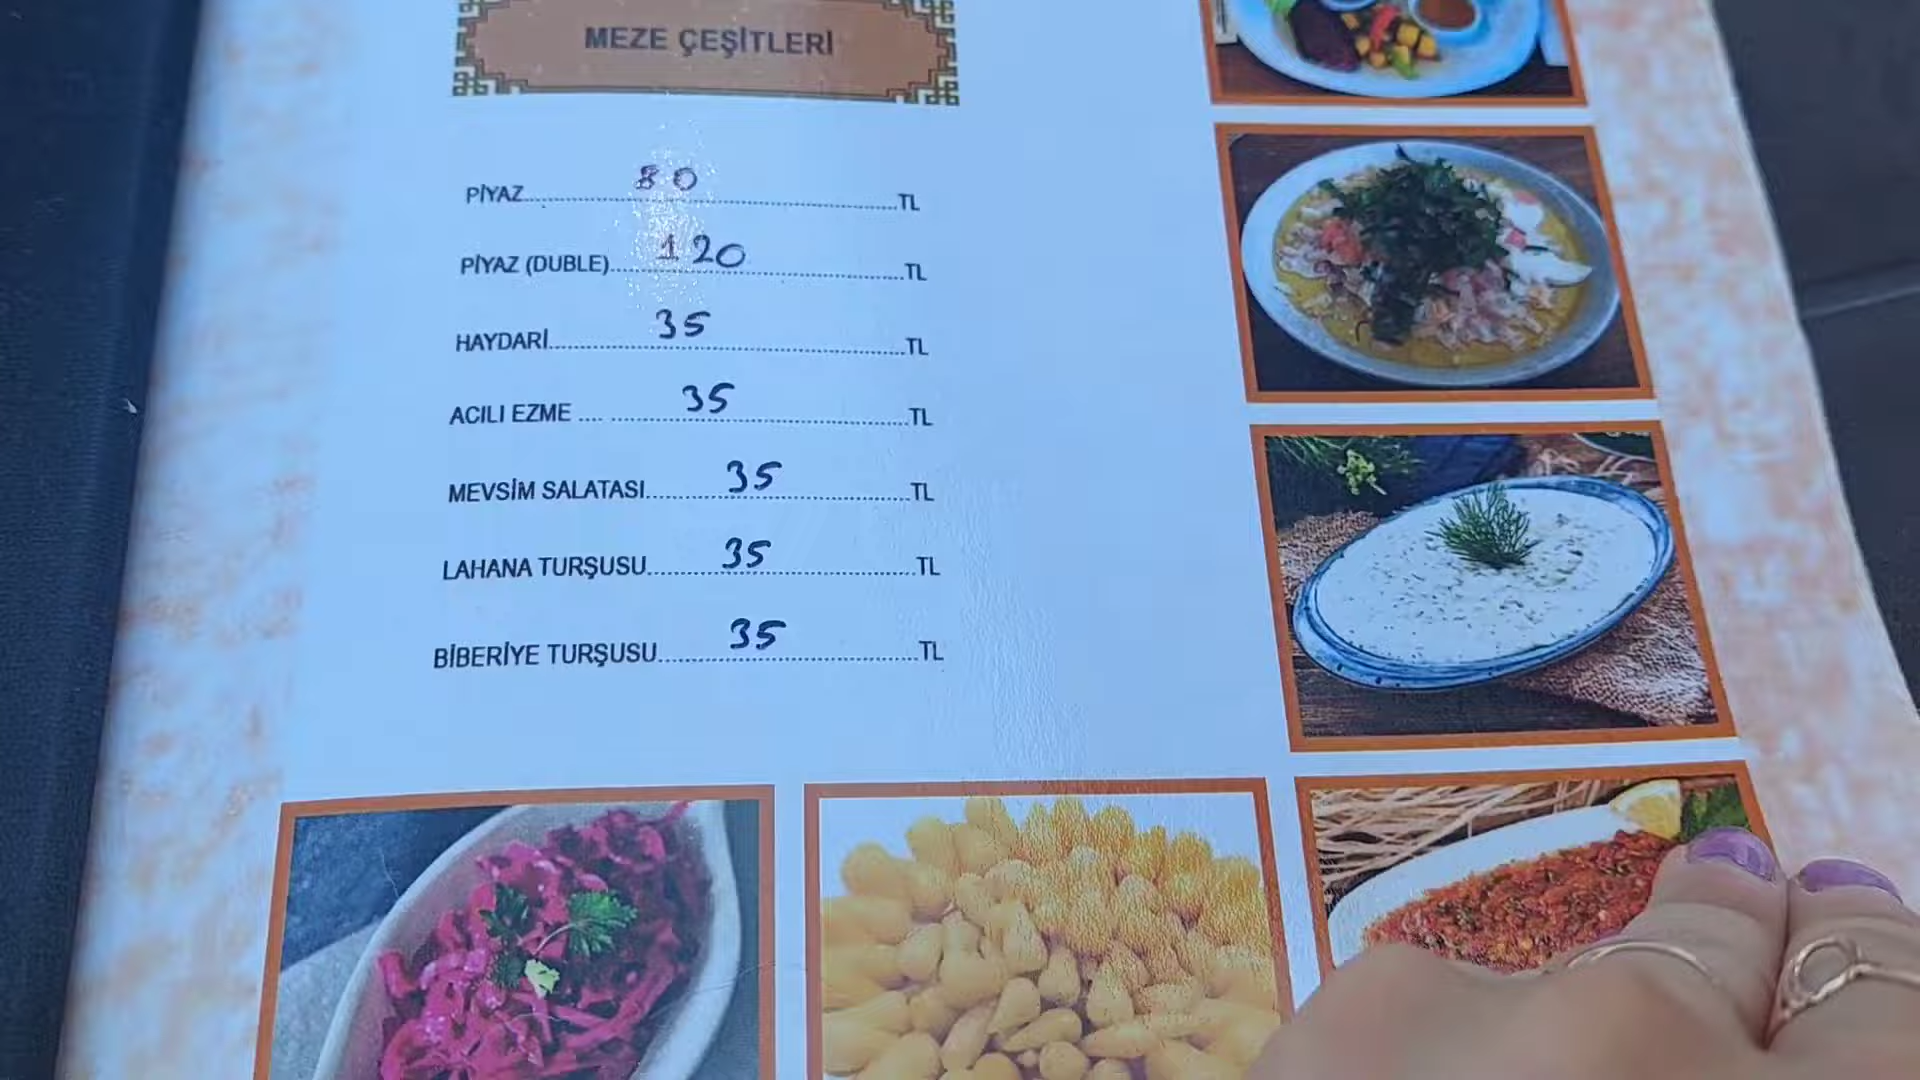 MEZE ÇEŞİTLERİ
PİYAZ.......... 80 ..........TL
PİYAZ (DUBLE).......... 120 ..........TL
HAYDARİ.......... 35 ..........TL
ACILI EZME .... .......... 35 ..........TL
MEVSİM SALATASI.......... 35 ..........TL
LAHANA TURŞUSU.......... 35 ..........TL
BİBERİYE TURŞUSU.......... 35 ..........TL